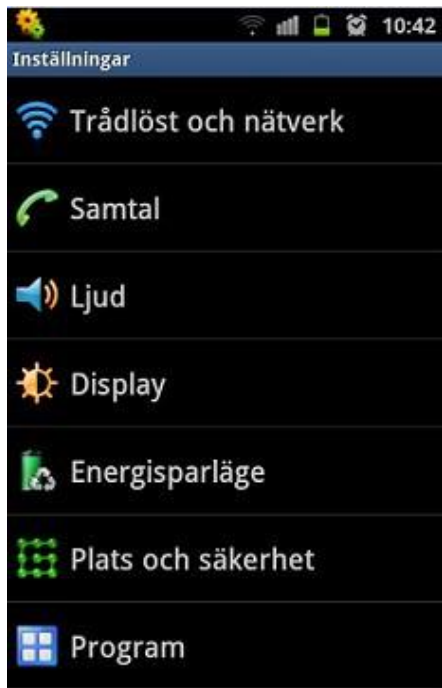 10:42
Inställningar
Trådlöst och nätverk
Samtal
Ljud
Display
Energisparläge
Plats och säkerhet
Program